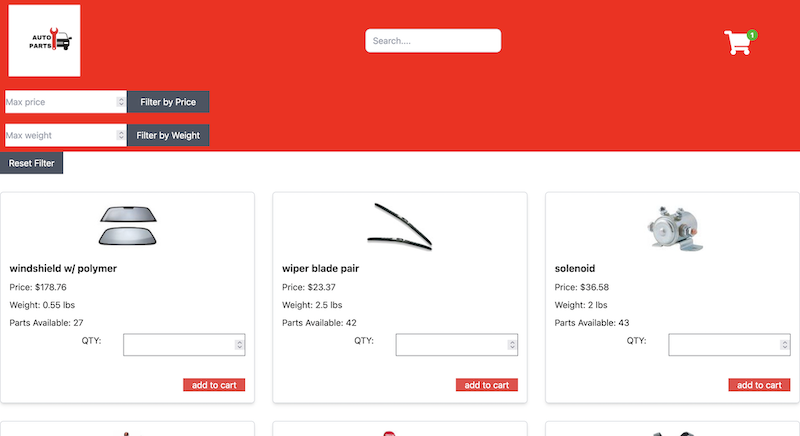 AUTO
PARTS
Search....
1
Max price
Filter by Price
Max weight
Filter by Weight
Reset Filter
windshield w/ polymer
Price: $178.76
Weight: 0.55 lbs
Parts Available: 27
QTY:
add to cart
wiper blade pair
Price: $23.37
Weight: 2.5 lbs
Parts Available: 42
QTY:
add to cart
solenoid
Price: $36.58
Weight: 2 lbs
Parts Available: 43
QTY:
add to cart